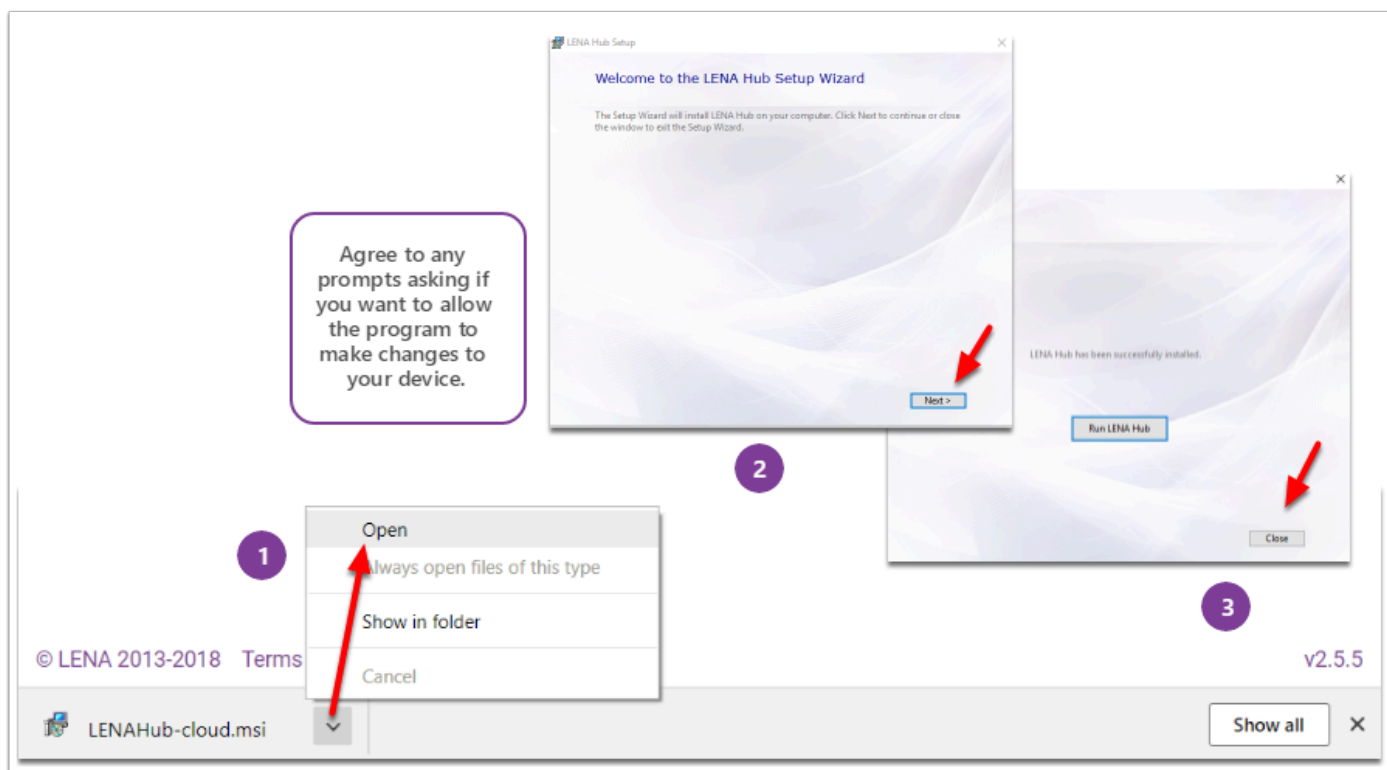 LENA Hub Setup
Welcome to the LENA Hub Setup Wizard
The Setup Wizard will install LENA Hub on your computer. Click Next to continue or close
the window to exit the Setup Wizard.
Next >
2
Agree to any
prompts asking if
you want to allow
the program to
make changes to
your device.
LENA Hub has been successfully installed.
Run LENA Hub
Close
3
1
Open
Always open files of this type
Show in folder
Cancel
© LENA 2013-2018 Terms
v2.5.5
LENAHub-cloud.msi
Show all